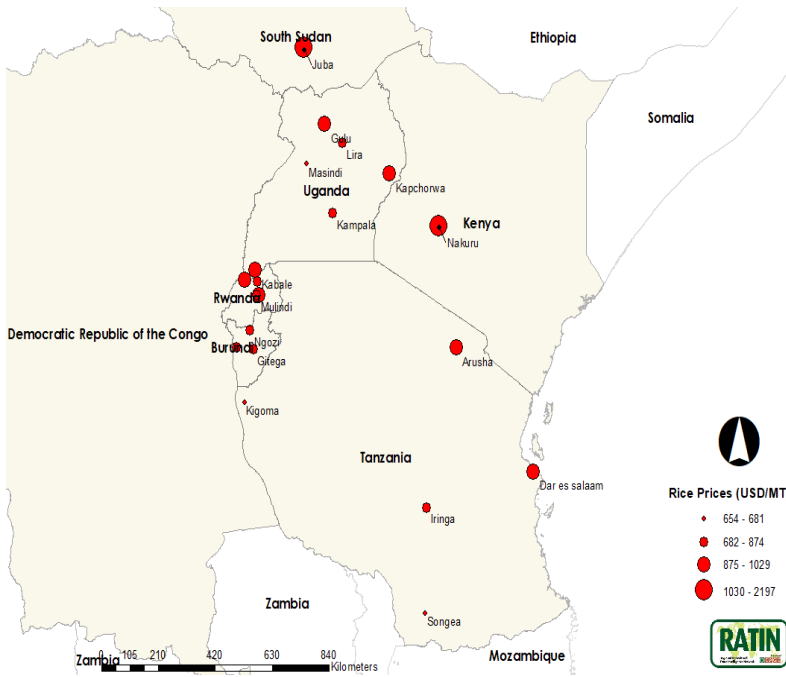 South Sudan
Ethiopia
Juba
Somalia
Gulu
Lira
Masindi
Kapchorwa
Uganda
Kampala
Kenya
Nakuru
Kabale
Rwanda
Mulindi
Democratic Republic of the Congo
Ngozi
Burundi
Gitega
Arusha
Kigoma
Tanzania
Dar es salaam
Rice Prices (USD/MT
Iringa
654 - 681
682 - 874
875 - 1029
1030 - 2197
Zambia
Songea
RATIN
Mozambique
Zambia
0 105 210 420 630 840
Kilometers